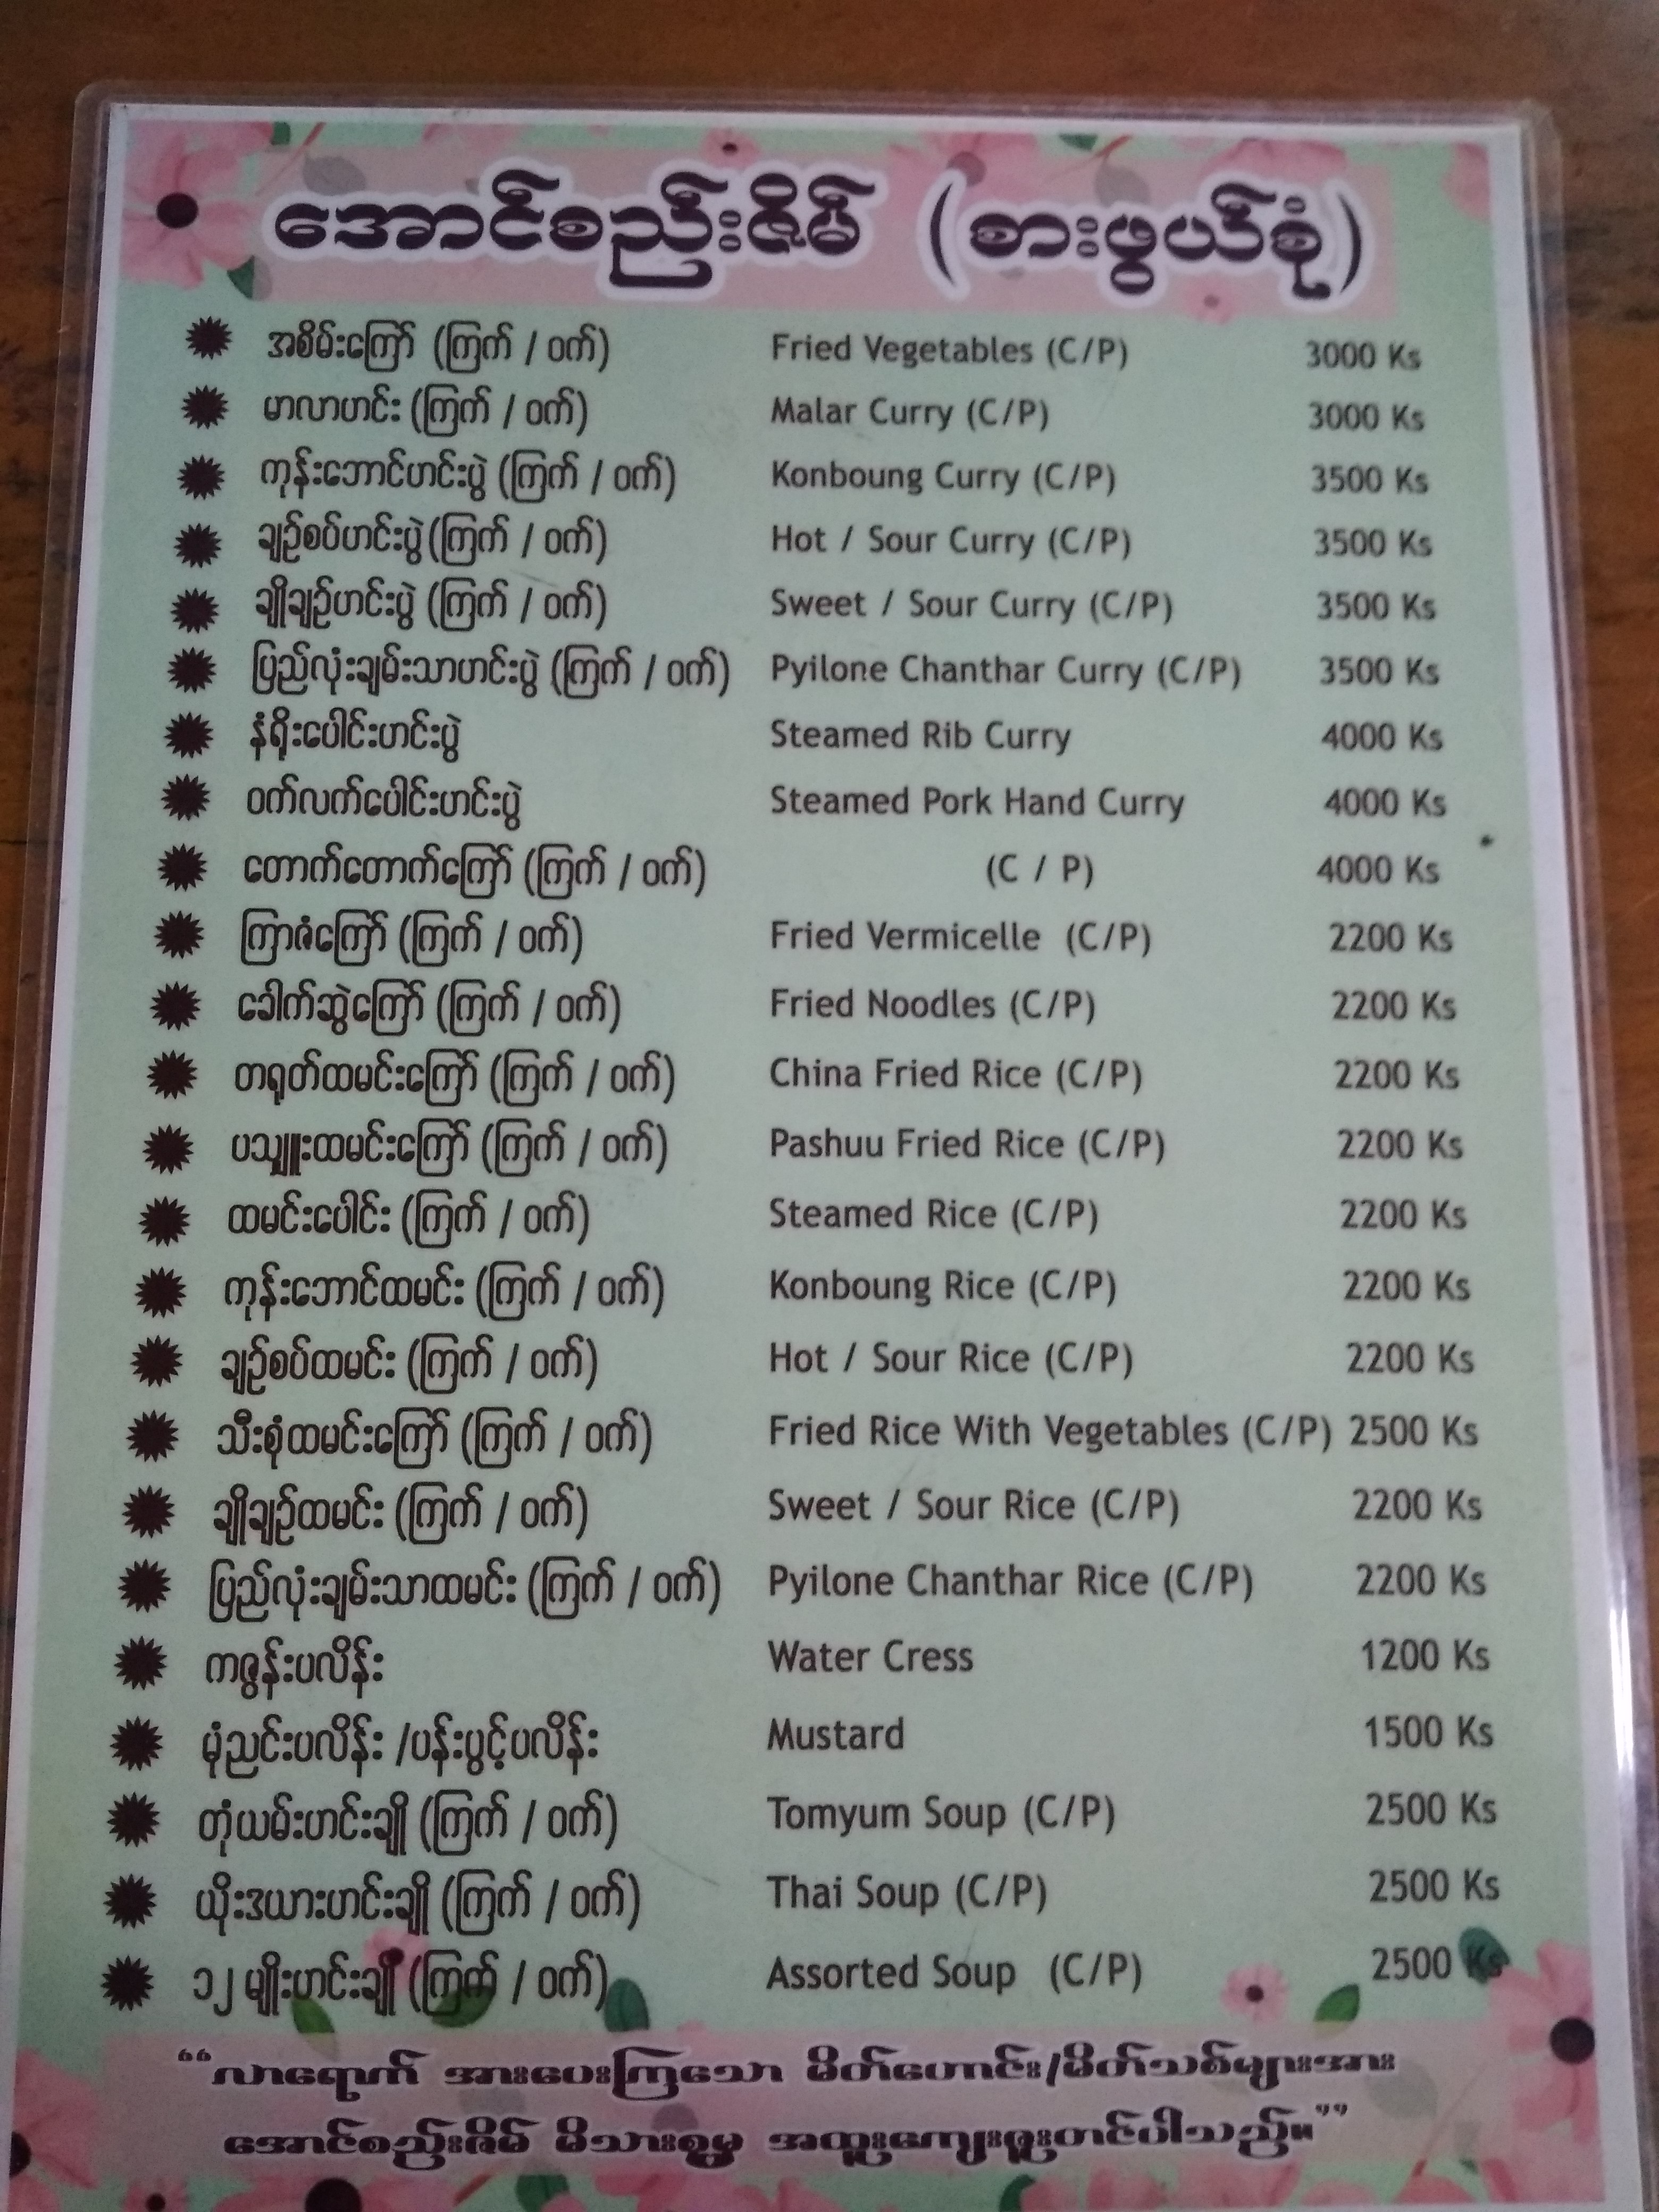 အောင်စည်းဇိမ် (စားဖွယ်စုံ)
အစိမ်းကြော် (ကြက် / ဝက်) Fried Vegetables (C/P) 3000 Ks
မာလာဟင်း (ကြက် / ဝက်) Malar Curry (C/P) 3000 Ks
ကုန်းဘောင်ဟင်းပွဲ (ကြက် / ဝက်) Konboung Curry (C/P) 3500 Ks
ချဉ်စပ်ဟင်းပွဲ (ကြက် / ဝက်) Hot / Sour Curry (C/P) 3500 Ks
ချိုချဉ်ဟင်းပွဲ (ကြက် / ဝက်) Sweet / Sour Curry (C/P) 3500 Ks
ပြည်လုံးချမ်းသာဟင်းပွဲ (ကြက် / ဝက်) Pyilone Chanthar Curry (C/P) 3500 Ks
နံရိုးပေါင်းဟင်းပွဲ Steamed Rib Curry 4000 Ks
ဝက်လက်ပေါင်းဟင်းပွဲ Steamed Pork Hand Curry 4000 Ks
တောက်တောက်ကြော် (ကြက် / ဝက်) (C / P) 4000 Ks
ကြာဇံကြော် (ကြက် / ဝက်) Fried Vermicelle (C/P) 2200 Ks
ခေါက်ဆွဲကြော် (ကြက် / ဝက်) Fried Noodles (C/P) 2200 Ks
တရုတ်ထမင်းကြော် (ကြက် / ဝက်) China Fried Rice (C/P) 2200 Ks
ပသျှူးထမင်းကြော် (ကြက် / ဝက်) Pashuu Fried Rice (C/P) 2200 Ks
ထမင်းပေါင်း (ကြက် / ဝက်) Steamed Rice (C/P) 2200 Ks
ကုန်းဘောင်ထမင်း (ကြက် / ဝက်) Konboung Rice (C/P) 2200 Ks
ချဉ်စပ်ထမင်း (ကြက် / ဝက်) Hot / Sour Rice (C/P) 2200 Ks
သီးစုံထမင်းကြော် (ကြက် / ဝက်) Fried Rice With Vegetables (C/P) 2500 Ks
ချိုချဉ်ထမင်း (ကြက် / ဝက်) Sweet / Sour Rice (C/P) 2200 Ks
ပြည်လုံးချမ်းသာထမင်း (ကြက် / ဝက်) Pyilone Chanthar Rice (C/P) 2200 Ks
ကဇွန်းပလိန်း Water Cress 1200 Ks
မုံညင်းပလိန်း /ပန်းပွင့်ပလိန်း Mustard 1500 Ks
တုံယမ်းဟင်းချို (ကြက် / ဝက်) Tomyum Soup (C/P) 2500 Ks
ယိုးဒယားဟင်းချို (ကြက် / ဝက်) Thai Soup (C/P) 2500 Ks
၁၂ မျိုးဟင်းချို (ကြက် / ဝက်) Assorted Soup (C/P) 2500 Ks
“လာရောက် အားပေးကြသော မိတ်ဟောင်း/မိတ်သစ်များအား
အောင်စည်းဇိမ် မိသားစုမှ အထူးကျေးဇူးတင်ပါသည်။”